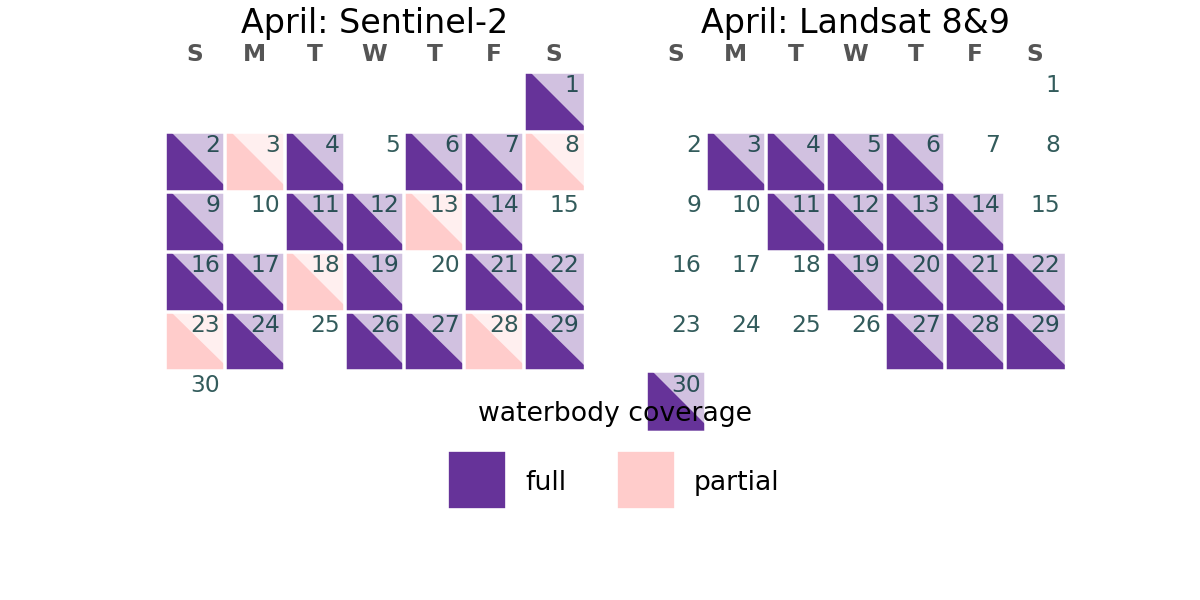 April: Sentinel-2
S M T W T F S
1
2 3 4 5 6 7 8
9 10 11 12 13 14 15
16 17 18 19 20 21 22
23 24 25 26 27 28 29
30
April: Landsat 8&9
S M T W T F S
1
2 3 4 5 6 7 8
9 10 11 12 13 14 15
16 17 18 19 20 21 22
23 24 25 26 27 28 29
30
waterbody coverage
full partial